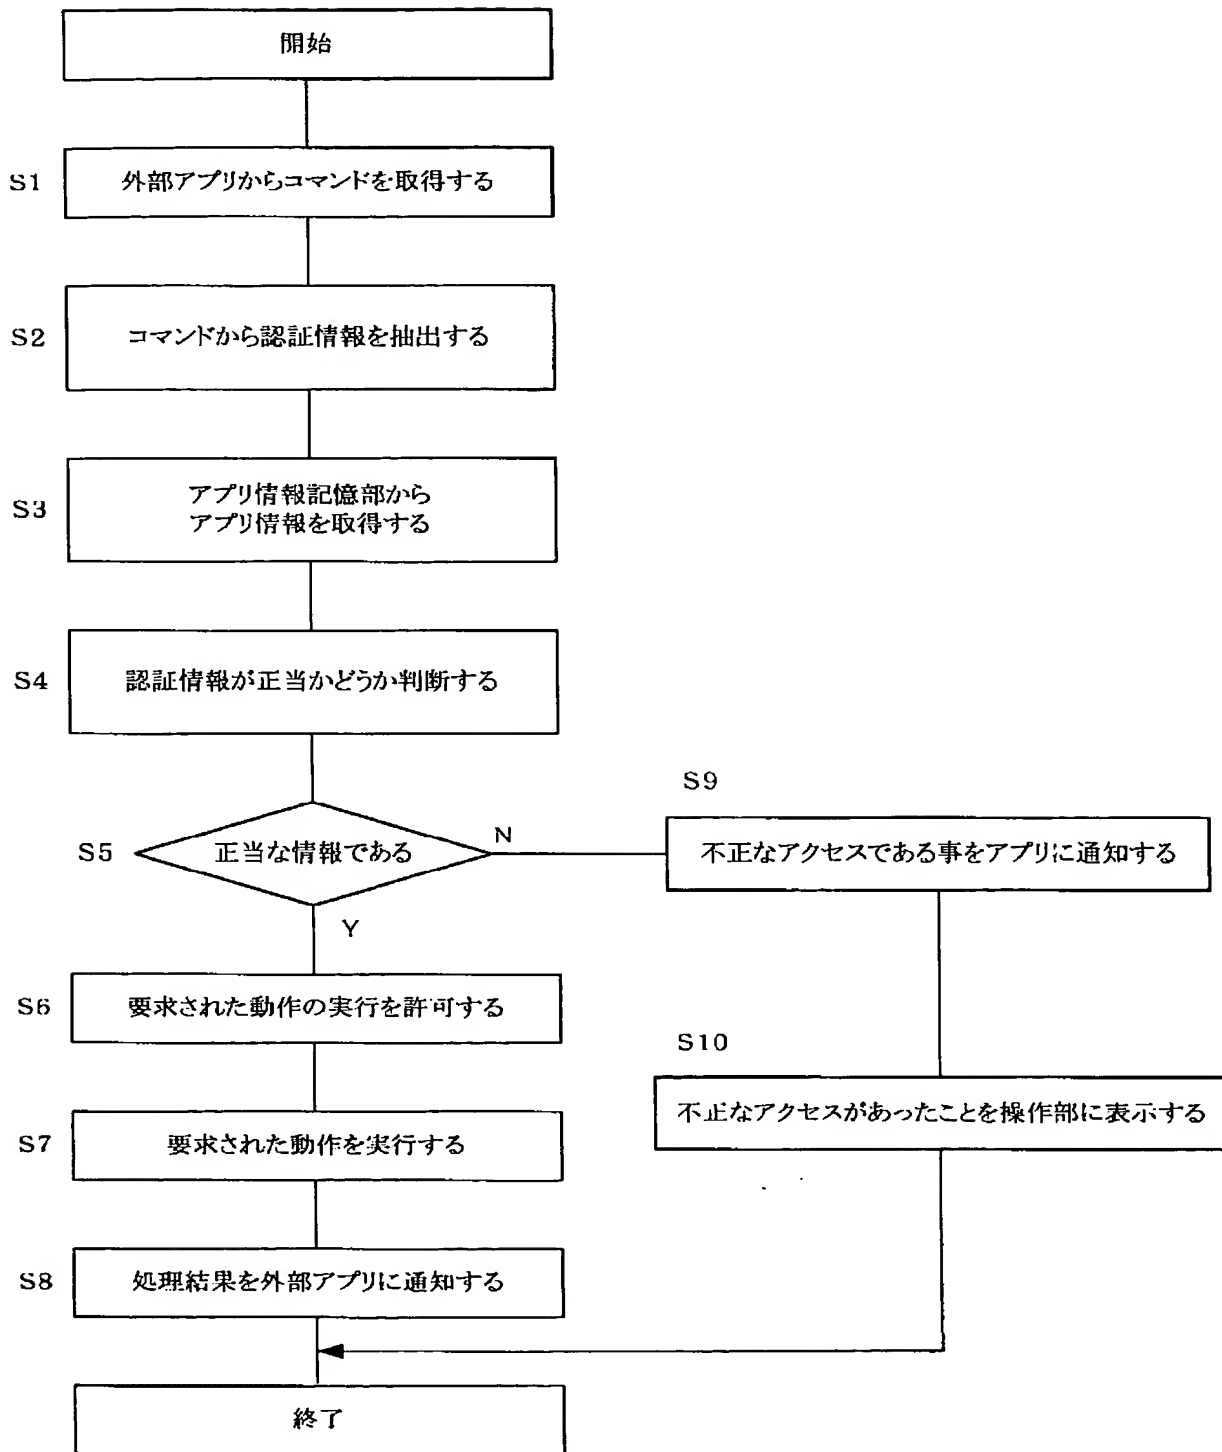 開始
S1
外部アプリからコマンドを取得する
S2
コマンドから認証情報を抽出する
S3
アプリ情報記憶部から
アプリ情報を取得する
S4
認証情報が正当かどうか判断する
S5
正当な情報である
N
Y
S9
不正なアクセスである事をアプリに通知する
S6
要求された動作の実行を許可する
S10
不正なアクセスがあったことを操作部に表示する
S7
要求された動作を実行する
S8
処理結果を外部アプリに通知する
終了